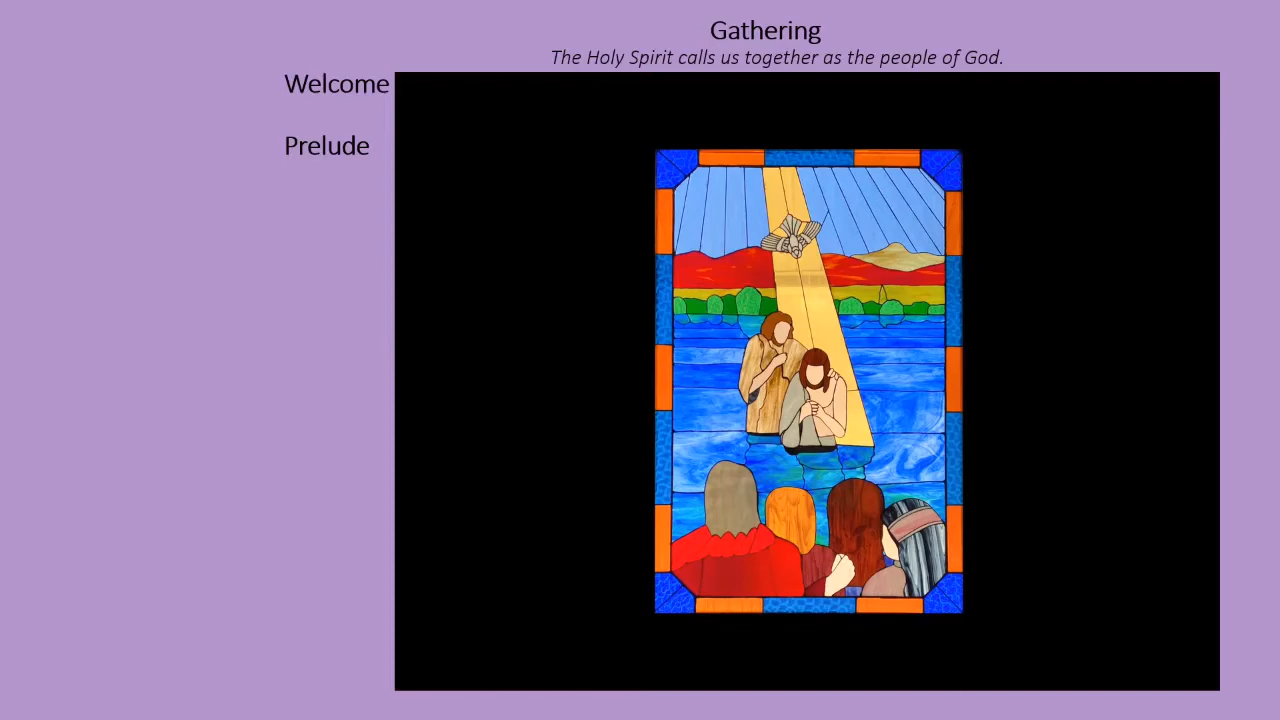 Gathering
The Holy Spirit calls us together as the people of God.
Welcome
Prelude